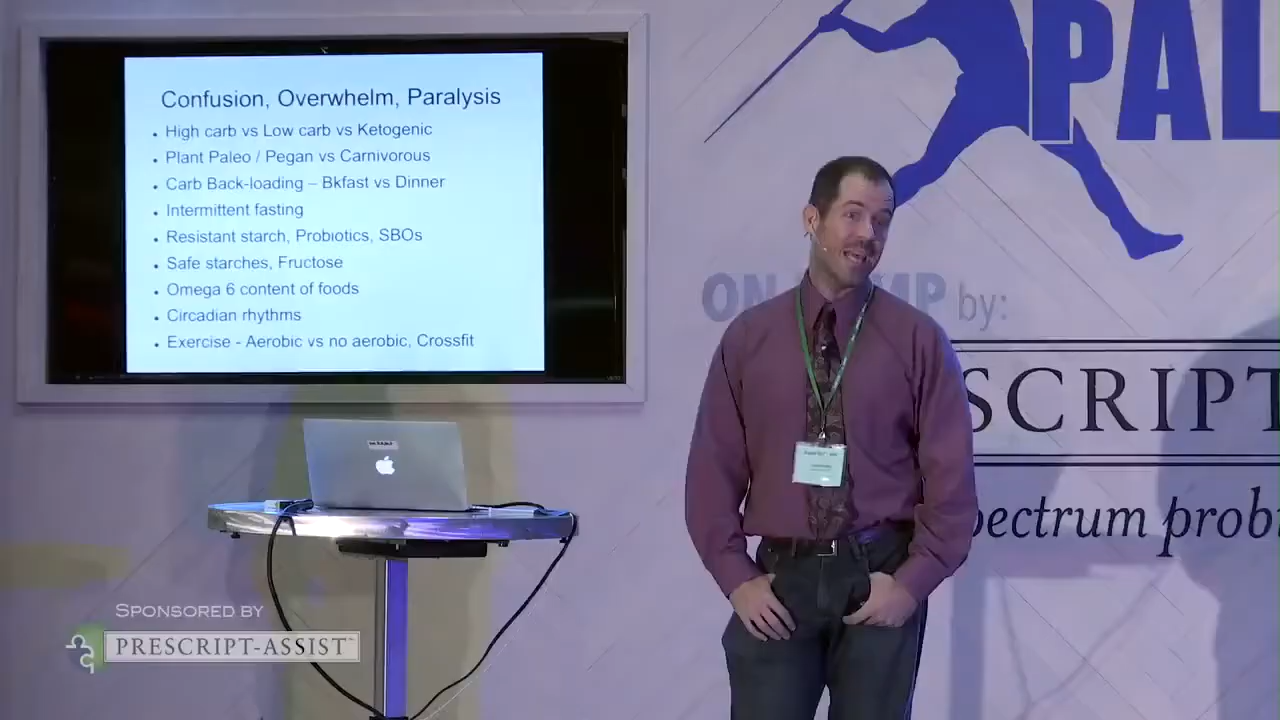 Confusion, Overwhelm, Paralysis
• High carb vs Low carb vs Ketogenic
• Plant Paleo / Pegan vs Carnivorous
• Carb Back-loading – Bkfast vs Dinner
• Intermittent fasting
• Resistant starch, Probiotics, SBOs
• Safe starches, Fructose
• Omega 6 content of foods
• Circadian rhythms
• Exercise - Aerobic vs no aerobic, Crossfit
PAL
by:
SCRIPT
pectrum prob
SPONSORED BY
PRESCRIPT-ASSIST